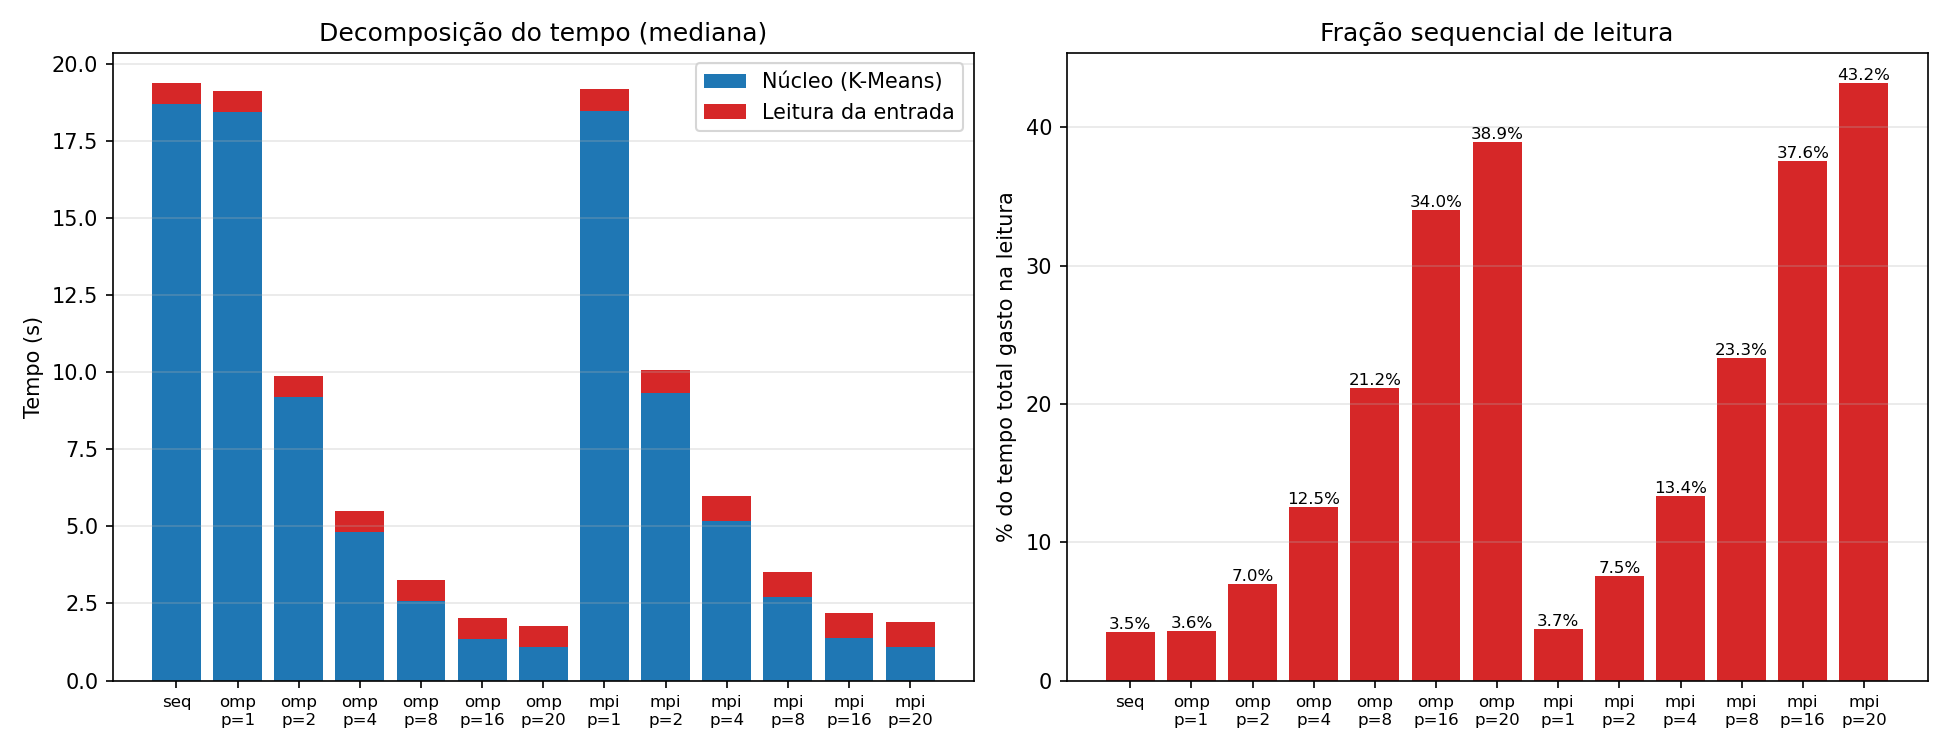 Decomposição do tempo (mediana)
Tempo (s)
20.0
17.5
15.0
12.5
10.0
7.5
5.0
2.5
0.0
Núcleo (K-Means)
Leitura da entrada
seq omp omp omp omp omp omp mpi mpi mpi mpi mpi mpi
p=1 p=2 p=4 p=8 p=16 p=20 p=1 p=2 p=4 p=8 p=16 p=20
Fração sequencial de leitura
% do tempo total gasto na leitura
40
30
20
10
0
3.5%
3.6%
7.0%
12.5%
21.2%
34.0%
38.9%
3.7%
7.5%
13.4%
23.3%
37.6%
43.2%
seq omp omp omp omp omp omp mpi mpi mpi mpi mpi mpi
p=1 p=2 p=4 p=8 p=16 p=20 p=1 p=2 p=4 p=8 p=16 p=20